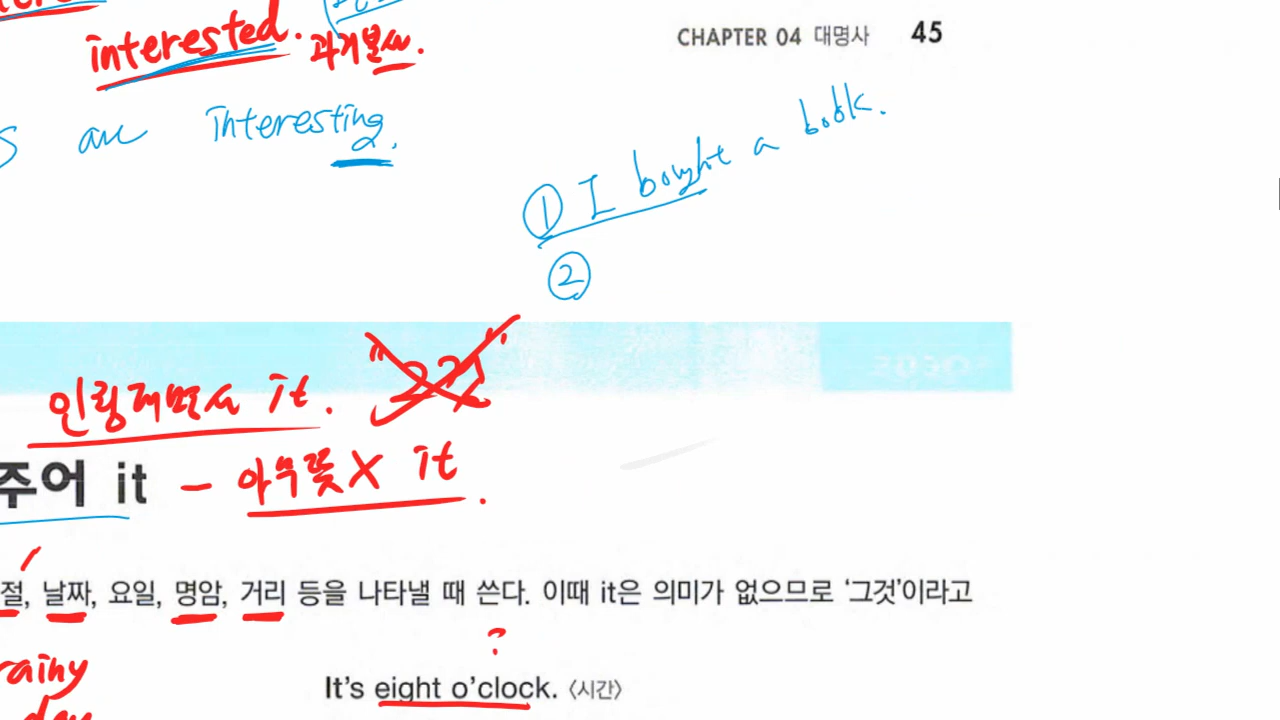 interested. 과거분사.
CHAPTER 04 대명사 45
are interesting.
① I bought a book.
②
인칭대명사 it.
주어 it - 아무뜻X it.
절, 날짜, 요일, 명암, 거리 등을 나타낼 때 쓴다. 이때 it은 의미가 없으므로 '그것'이라고
?
rainy
It's eight o'clock. 〈시간〉
day